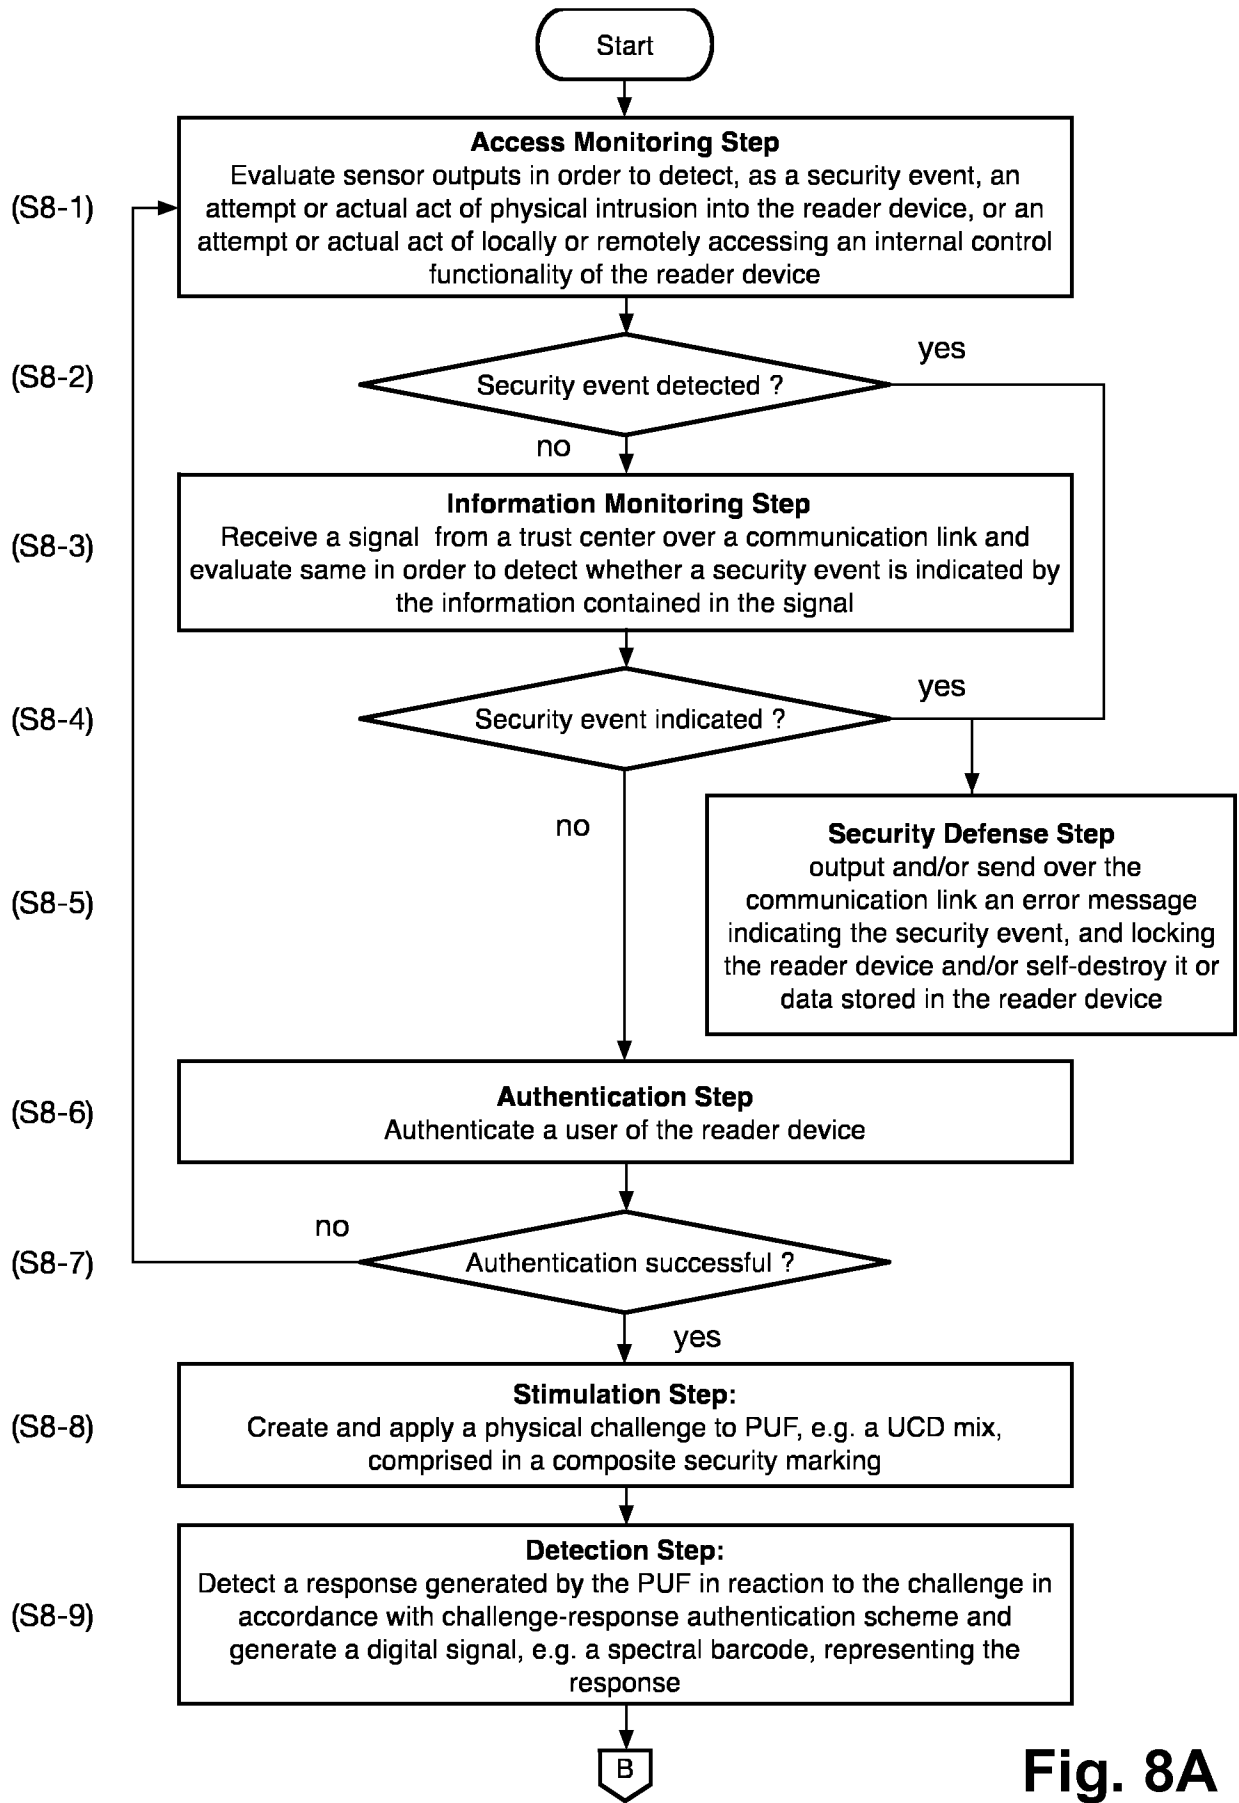 Start
Access Monitoring Step
Evaluate sensor outputs in order to detect, as a security event, an
(S8-1)
attempt or actual act of physical intrusion into the reader device, or an
attempt or actual act of locally or remotely accessing an internal control
functionality of the reader device
yes
(S8-2)
Security event detected ?
no
Information Monitoring Step
(S8-3)
Receive a signal from a trust center over a communication link and
evaluate same in order to detect whether a security event is indicated by
the information contained in the signal
yes
(S8-4)
Security event indicated ?
no
Security Defense Step
output and/or send over the
(S8-5)
communication link an error message
indicating the security event, and locking
the reader device and/or self-destroy it or
data stored in the reader device
Authentication Step
(S8-6)
Authenticate a user of the reader device
no
(S8-7)
Authentication successful ?
yes
Stimulation Step:
(S8-8)
Create and apply a physical challenge to PUF, e.g. a UCD mix,
comprised in a composite security marking
Detection Step:
Detect a response generated by the PUF in reaction to the challenge in
(S8-9)
accordance with challenge-response authentication scheme and
generate a digital signal, e.g. a spectral barcode, representing the
response
B
Fig. 8A